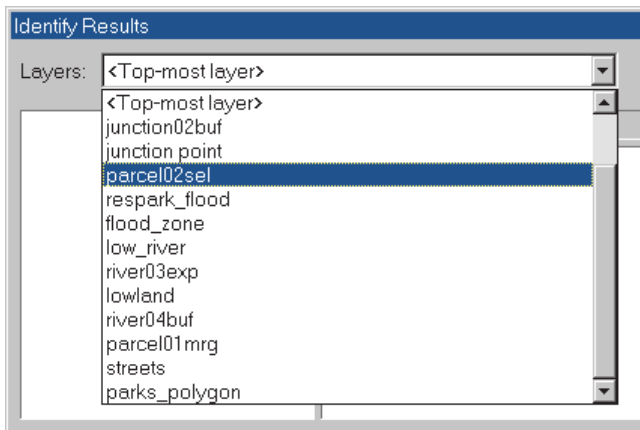 Identify Results
Layers: <Top-most layer>
<Top-most layer>
junction02buf
junction point
parcel02sel
respark_flood
flood_zone
low_river
river03exp
lowland
river04buf
parcel01mrg
streets
parks_polygon